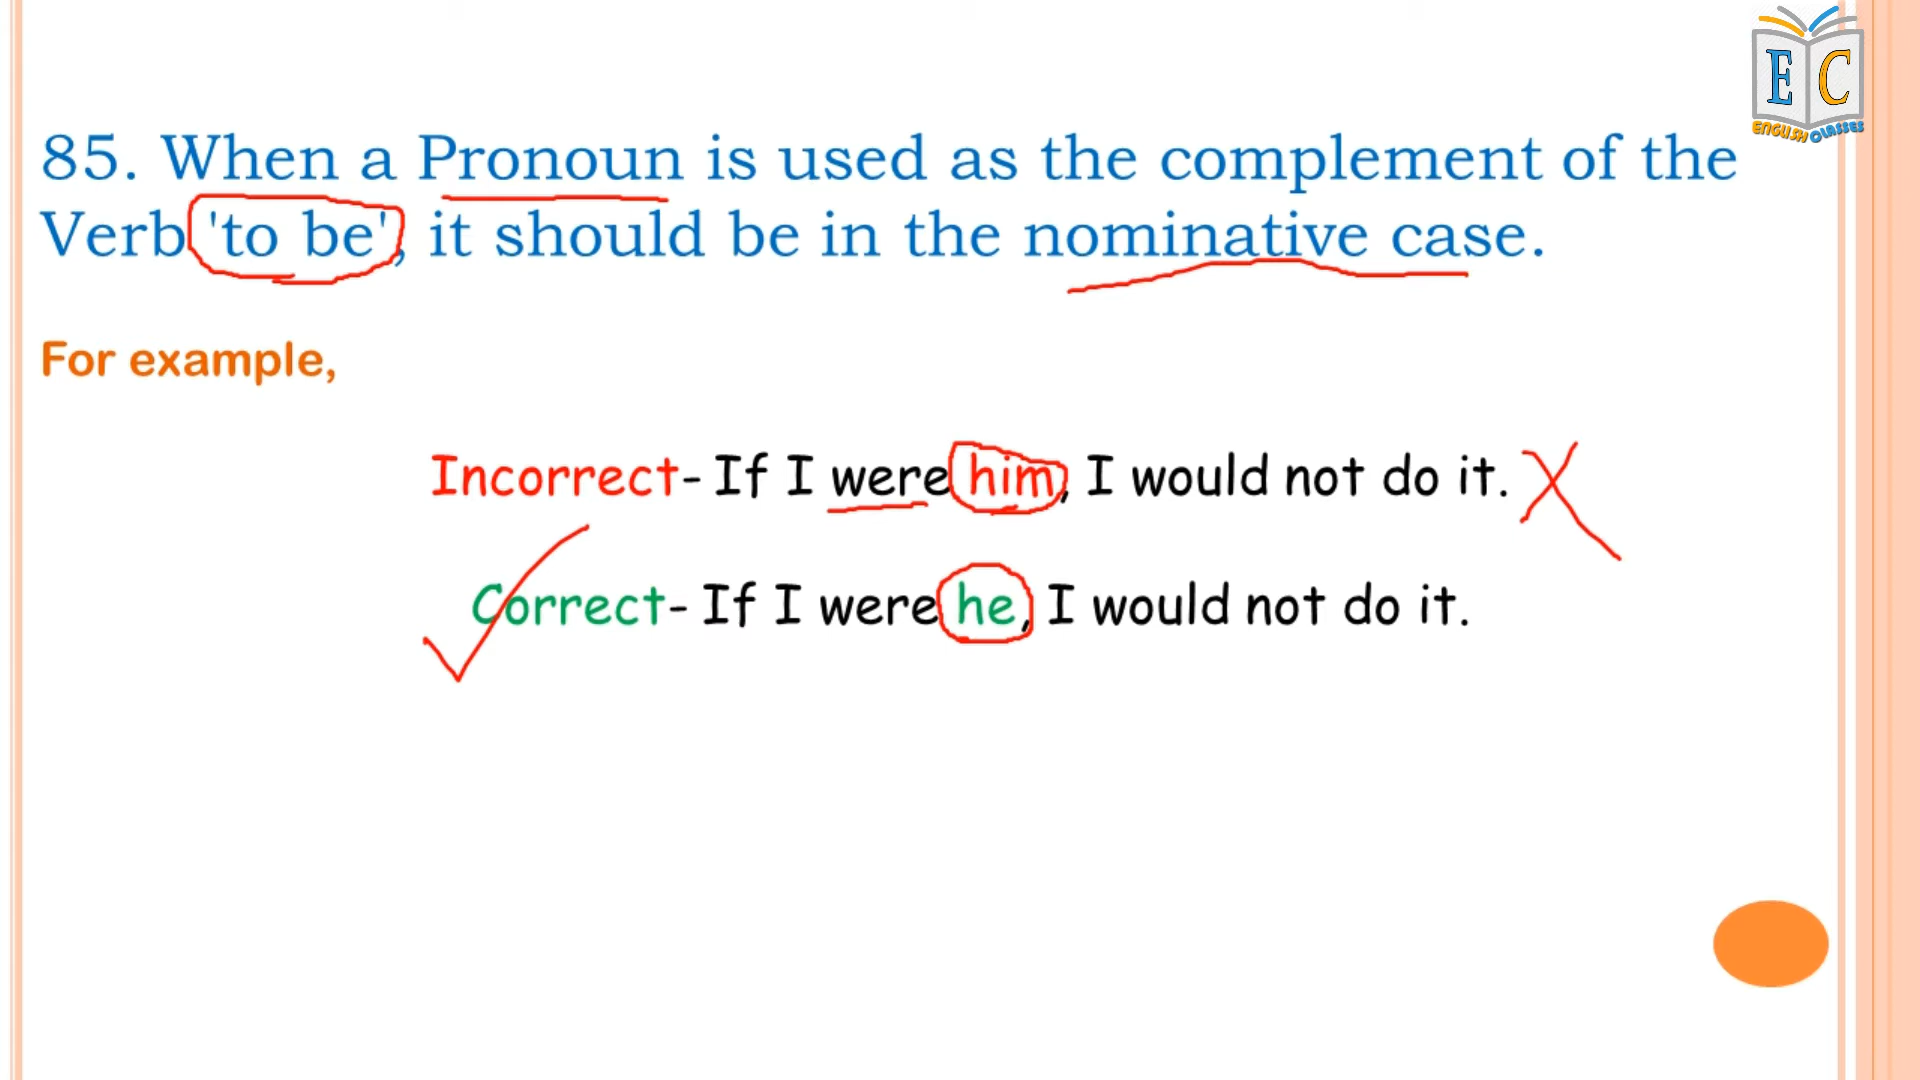 E C
ENGLISH CLASSES
85. When a Pronoun is used as the complement of the
Verb 'to be', it should be in the nominative case.
For example,
Incorrect- If I were him, I would not do it.
Correct- If I were he, I would not do it.